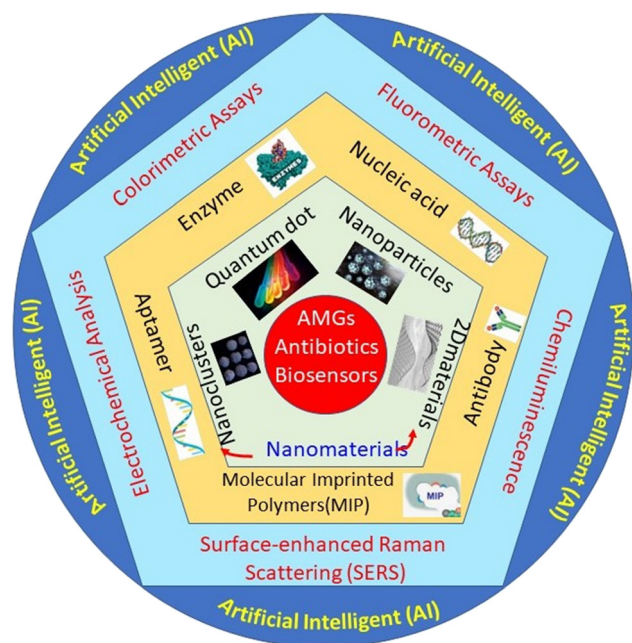 Artificial Intelligent (AI)
Artificial Intelligent (AI)
Colorimetric Assays
Fluorometric Assays
Enzyme
ENZYMES
Nucleic acid
Quantum dot
Nanoparticles
Electrochemical Analysis
Aptamer
Nanoclusters
AMGs
Antibiotics
Biosensors
2Dmaterials
Antibody
Chemiluminescence
Artificial Intelligent (AI)
Artificial Intelligent (AI)
Nanomaterials
Molecular Imprinted
Polymers(MIP)
MIP
Surface-enhanced Raman
Scattering (SERS)
Artificial Intelligent (AI)